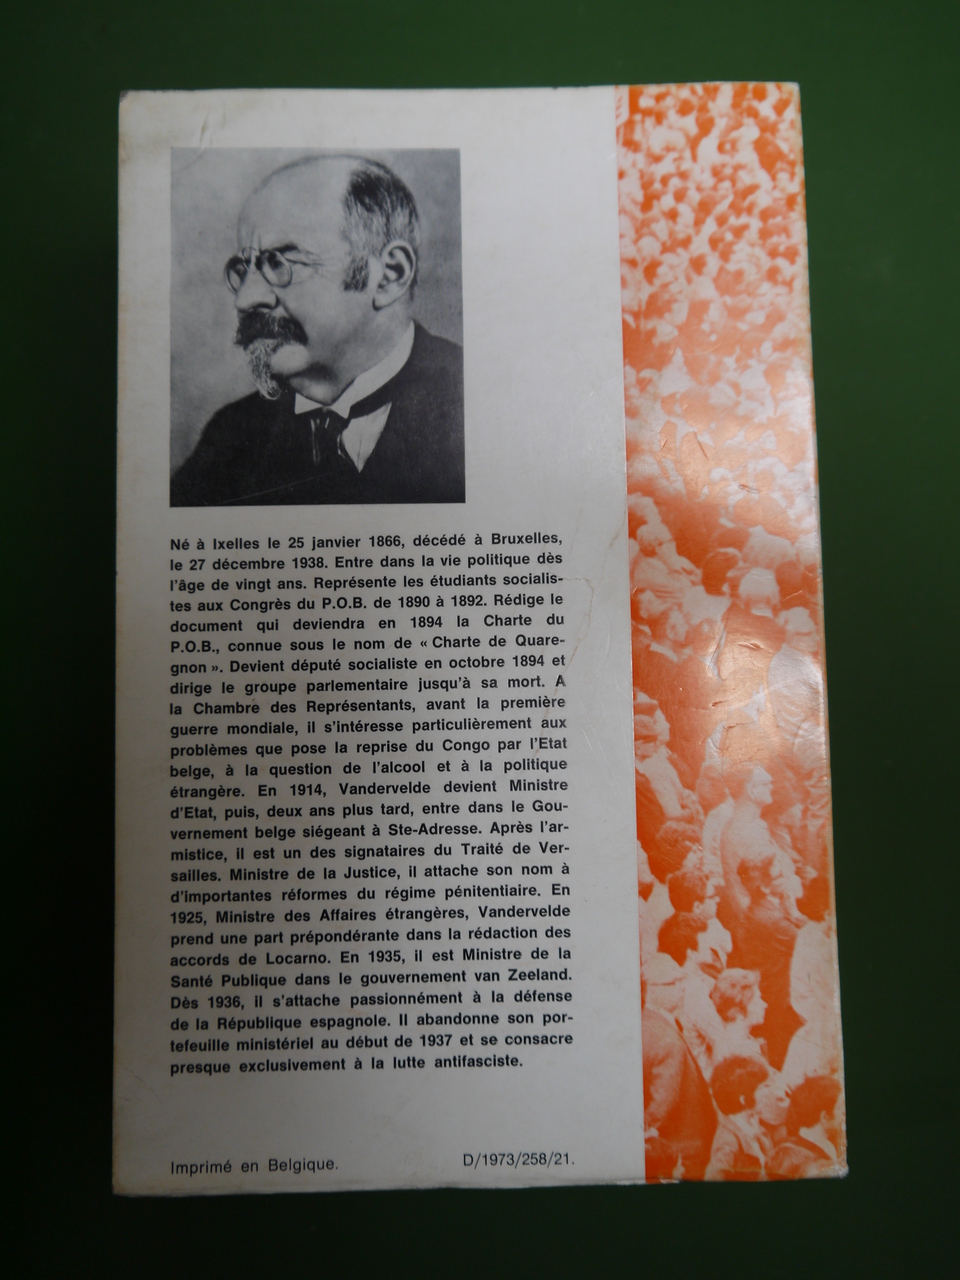 Né à Ixelles le 25 janvier 1866, décédé à Bruxelles,
le 27 décembre 1938. Entre dans la vie politique dès
l'âge de vingt ans. Représente les étudiants socialis-
tes aux Congrès du P.O.B. de 1890 à 1892. Rédige le
document qui deviendra en 1894 la Charte du
P.O.B., connue sous le nom de « Charte de Quare-
gnon ». Devient député socialiste en octobre 1894 et
dirige le groupe parlementaire jusqu'à sa mort. A
la Chambre des Représentants, avant la première
guerre mondiale, il s'intéresse particulièrement aux
problèmes que pose la reprise du Congo par l'Etat
belge, à la question de l'alcool et à la politique
étrangère. En 1914, Vandervelde devient Ministre
d'Etat, puis, deux ans plus tard, entre dans le Gou-
vernement belge siégeant à Ste-Adresse. Après l'ar-
mistice, il est un des signataires du Traité de Ver-
sailles. Ministre de la Justice, il attache son nom à
d'importantes réformes du régime pénitentiaire. En
1925, Ministre des Affaires étrangères, Vandervelde
prend une part prépondérante dans la rédaction des
accords de Locarno. En 1935, il est Ministre de la
Santé Publique dans le gouvernement van Zeeland.
Dès 1936, il s'attache passionnément à la défense
de la République espagnole. Il abandonne son por-
tefeuille ministériel au début de 1937 et se consacre
presque exclusivement à la lutte antifasciste.
Imprimé en Belgique.
D/1973/258/21.